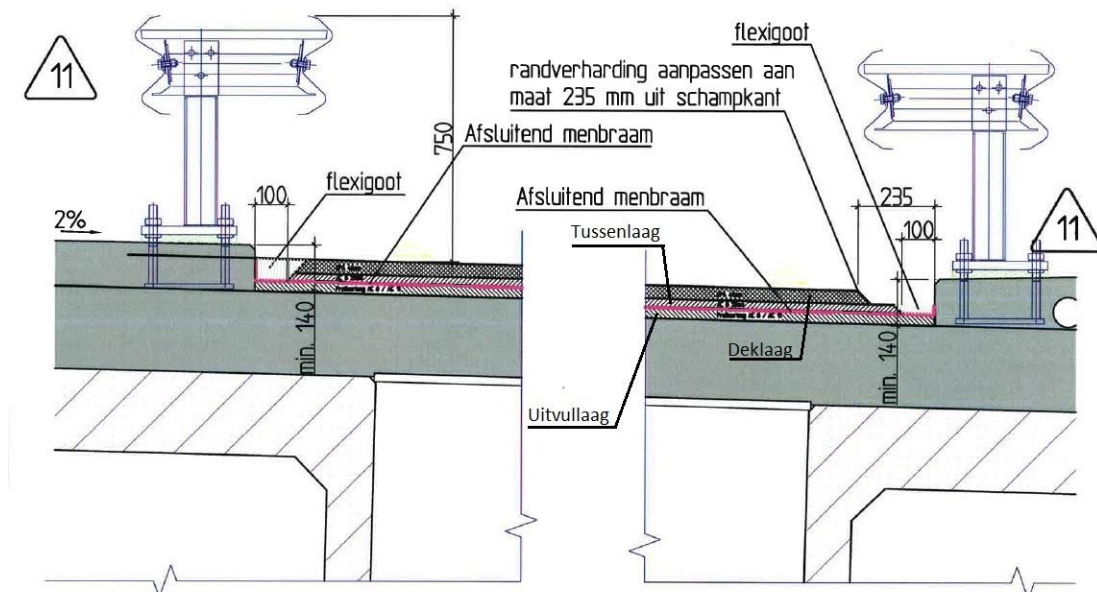 11
750
flexigoot
randverharding aanpassen aan
maat 235 mm uit schampkant
Afsluitend menbraam
flexigoot
100
2%
Afsluitend menbraam
235
11
Tussenlaag
100
min. 140
Deklaag
min. 140
Uitvullaag